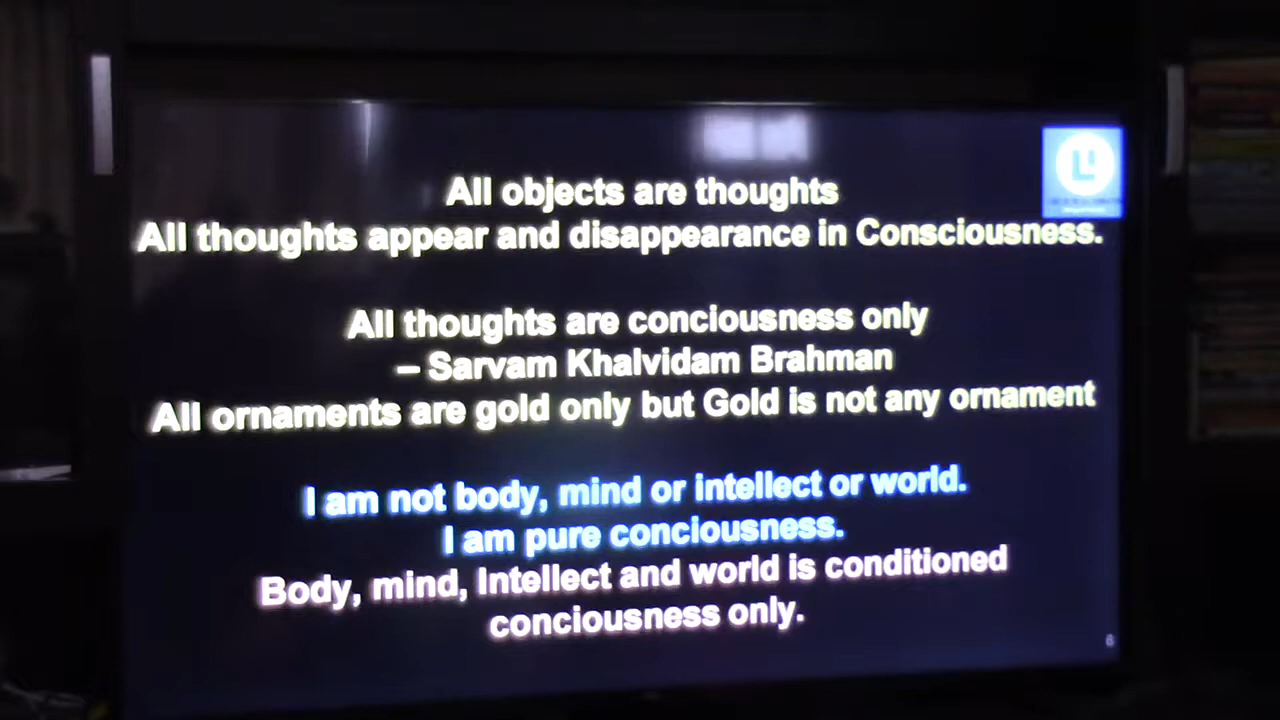 All objects are thoughts
All thoughts appear and disappearance in Consciousness.
All thoughts are conciousness only
– Sarvam Khalvidam Brahman
All ornaments are gold only but Gold is not any ornament
I am not body, mind or intellect or world.
I am pure conciousness.
Body, mind, Intellect and world is conditioned
conciousness only.
6